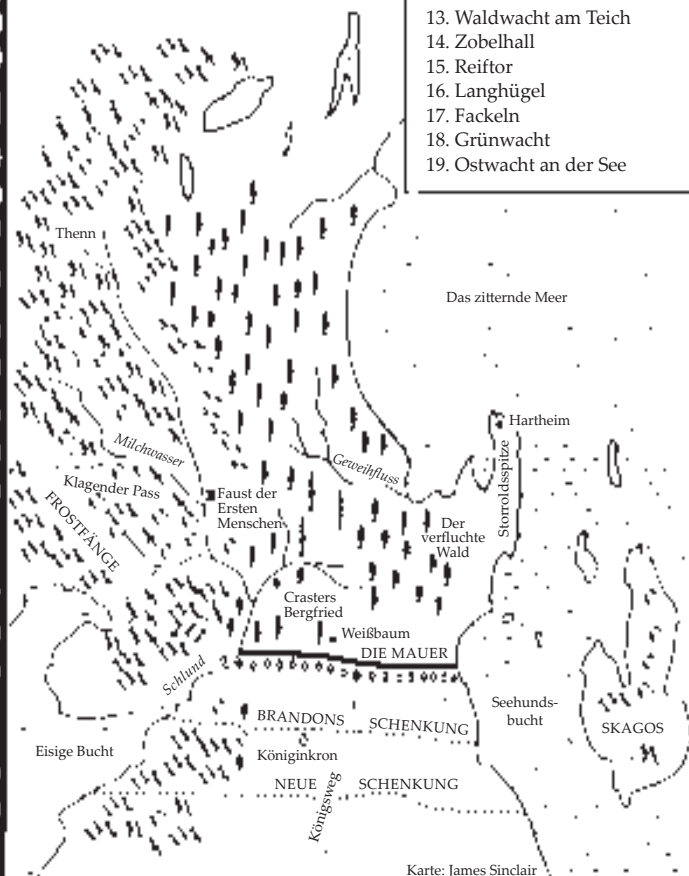 13. Waldwacht am Teich
14. Zobelhall
15. Reiftor
16. Langhügel
17. Fackeln
18. Grünwacht
19. Ostwacht an der See
Thenn
Das zitternde Meer
Hartheim
Milchwasser
Geweihfluss
Storroldsspitze
Klagender Pass
Faust der
Ersten
Menschen
FROSTFÄNGE
Der
verfluchte
Wald
Crasters
Bergfried
Weißbaum
DIE MAUER
Schlund
Seehunds-
bucht
SKAGOS
BRANDONS SCHENKUNG
Eisige Bucht
Königinkron
NEUE SCHENKUNG
Königsweg
Karte: James Sinclair